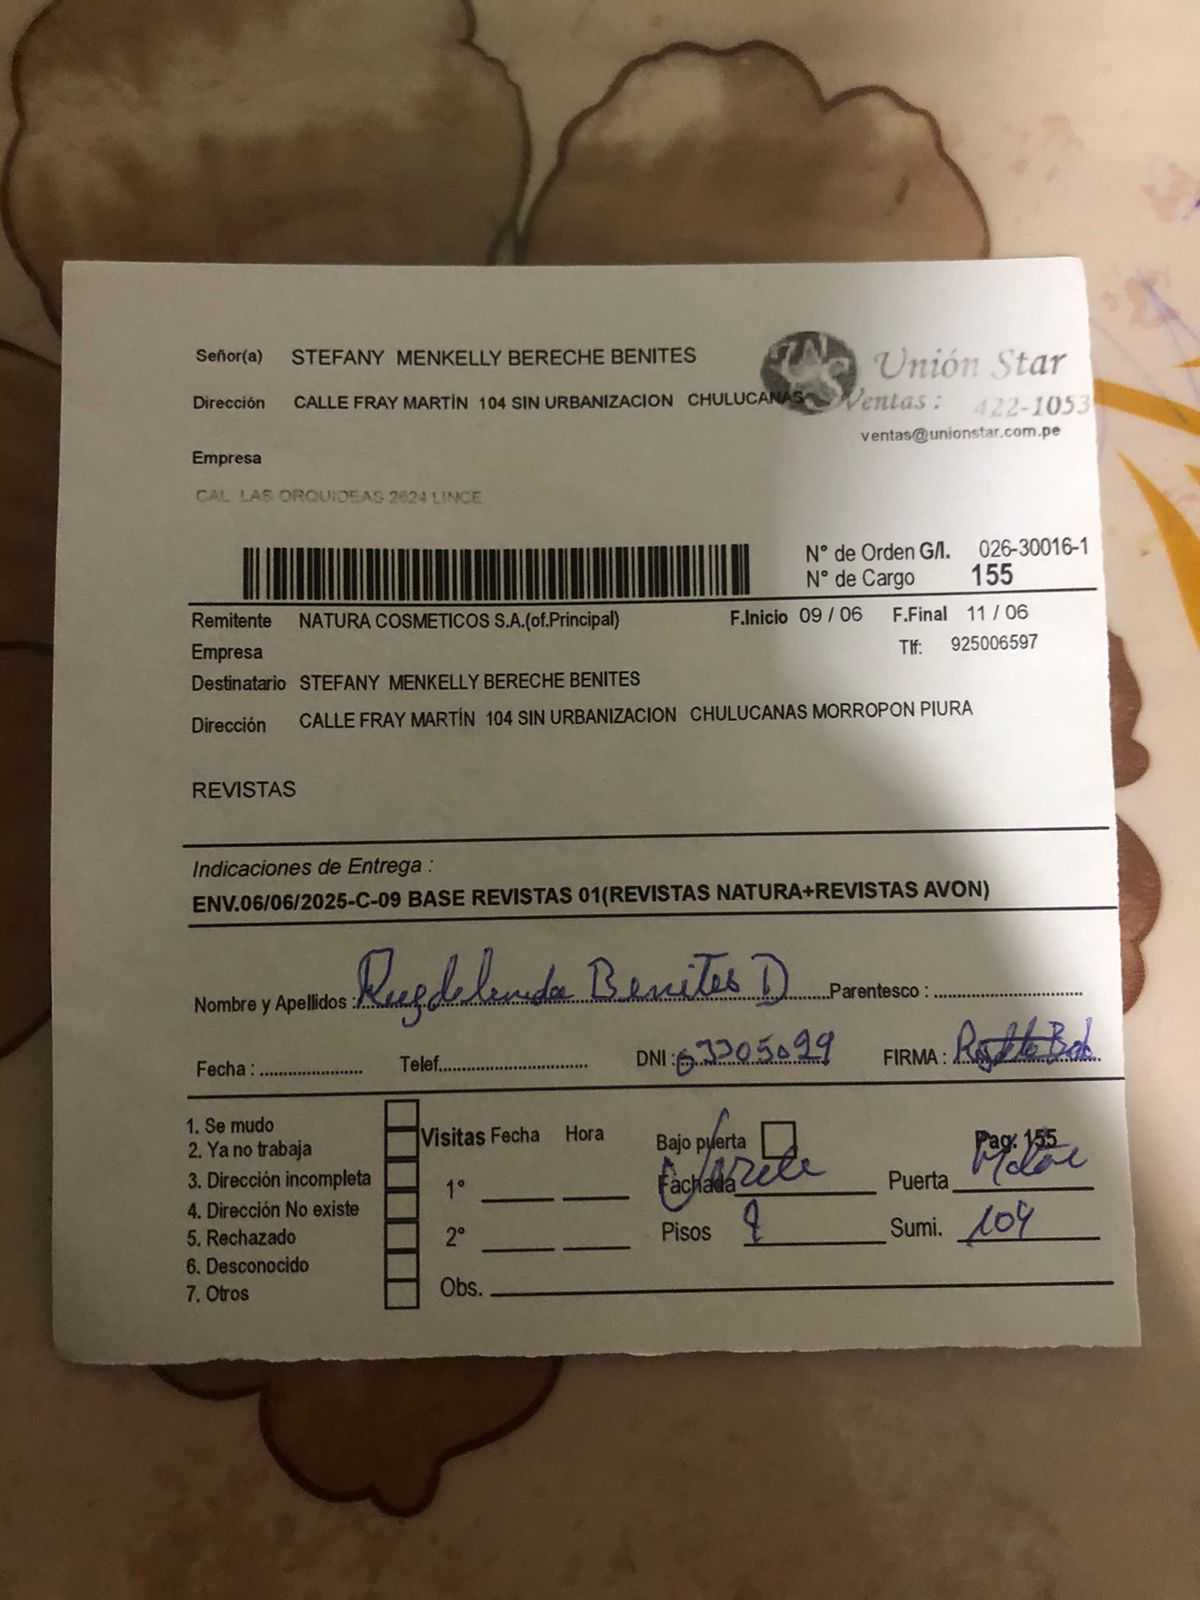 Señor(a) STEFANY MENKELLY BERECHE BENITES
Unión Star
Dirección CALLE FRAY MARTÍN 104 SIN URBANIZACION CHULUCANAS
Ventas : 422-1053
ventas@unionstar.com.pe
Empresa
CAL LAS ORQUIDEAS 2624 LINCE
N° de Orden G/I. 026-30016-1
N° de Cargo 155
Remitente NATURA COSMETICOS S.A.(of.Principal) F.Inicio 09 / 06 F.Final 11 / 06
Empresa Tlf: 925006597
Destinatario STEFANY MENKELLY BERECHE BENITES
Dirección CALLE FRAY MARTÍN 104 SIN URBANIZACION CHULUCANAS MORROPON PIURA
REVISTAS
Indicaciones de Entrega :
ENV.06/06/2025-C-09 BASE REVISTAS 01(REVISTAS NATURA+REVISTAS AVON)
Nombre y Apellidos : Benites D Parentesco :
Fecha : Telef. DNI : FIRMA :
1. Se mudo
2. Ya no trabaja
3. Dirección incompleta
4. Dirección No existe
5. Rechazado
6. Desconocido
7. Otros
Visitas Fecha Hora
1°
2°
Bajo puerta Pag. 155
Fachada Puerta
Pisos Sumi. 104
Obs.